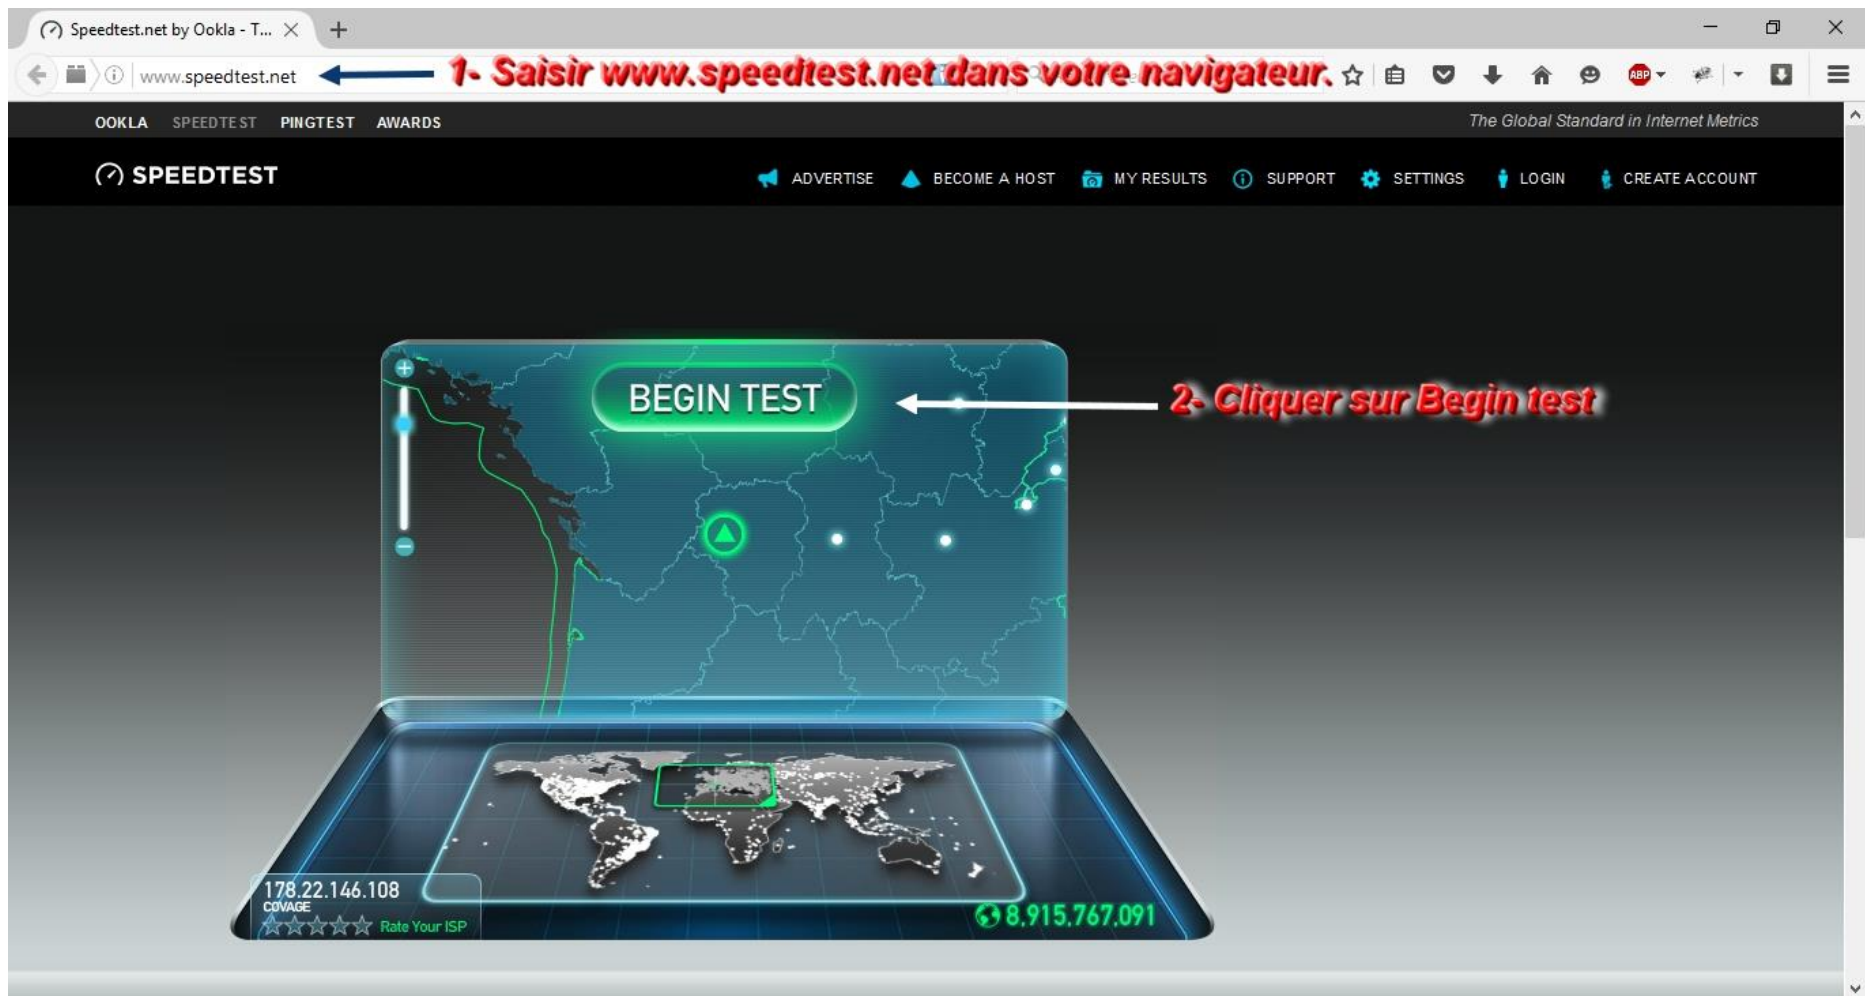 Speedtest.net by Ookla - T...
www.speedtest.net
1- Saisir www.speedtest.net dans votre navigateur.
ABP
OOKLA SPEEDTEST PINGTEST AWARDS
The Global Standard in Internet Metrics
SPEEDTEST
ADVERTISE BECOME A HOST MY RESULTS SUPPORT SETTINGS LOGIN CREATE ACCOUNT
BEGIN TEST
2- Cliquer sur Begin test
178.22.146.108
COVAGE
Rate Your ISP
8,915,767,091